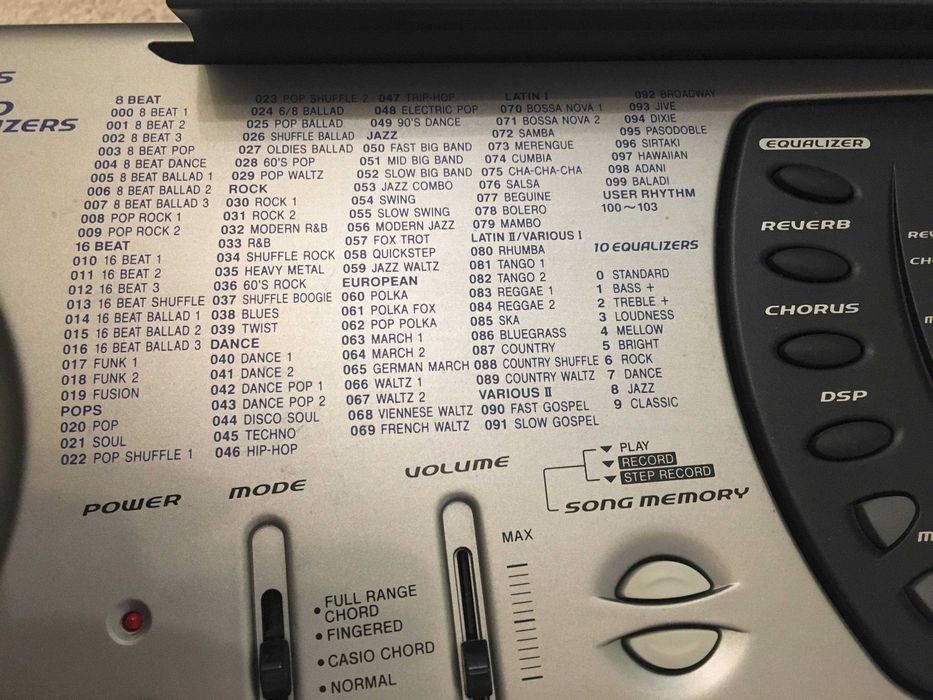 S
IZERS
8 BEAT
000 8 BEAT 1
001 8 BEAT 2
002 8 BEAT 3
003 8 BEAT POP
004 8 BEAT DANCE
005 8 BEAT BALLAD 1
006 8 BEAT BALLAD 2
007 8 BEAT BALLAD 3
008 POP ROCK 1
009 POP ROCK 2
16 BEAT
010 16 BEAT 1
011 16 BEAT 2
012 16 BEAT 3
013 16 BEAT SHUFFLE
014 16 BEAT BALLAD 1
015 16 BEAT BALLAD 2
016 16 BEAT BALLAD 3
017 FUNK 1
018 FUNK 2
019 FUSION
POPS
020 POP
021 SOUL
022 POP SHUFFLE 1
023 POP SHUFFLE 2
024 6/8 BALLAD
025 POP BALLAD
026 SHUFFLE BALLAD
027 OLDIES BALLAD
028 60'S POP
029 POP WALTZ
ROCK
030 ROCK 1
031 ROCK 2
032 MODERN R&B
033 R&B
034 SHUFFLE ROCK
035 HEAVY METAL
036 60'S ROCK
037 SHUFFLE BOOGIE
038 BLUES
039 TWIST
DANCE
040 DANCE 1
041 DANCE 2
042 DANCE POP 1
043 DANCE POP 2
044 DISCO SOUL
045 TECHNO
046 HIP-HOP
047 TRIP-HOP
048 ELECTRIC POP
049 90'S DANCE
JAZZ
050 FAST BIG BAND
051 MID BIG BAND
052 SLOW BIG BAND
053 JAZZ COMBO
054 SWING
055 SLOW SWING
056 MODERN JAZZ
057 FOX TROT
058 QUICKSTEP
059 JAZZ WALTZ
EUROPEAN
060 POLKA
061 POLKA FOX
062 POP POLKA
063 MARCH 1
064 MARCH 2
065 GERMAN MARCH
066 WALTZ 1
067 WALTZ 2
068 VIENNESE WALTZ
069 FRENCH WALTZ
LATIN I
070 BOSSA NOVA 1
071 BOSSA NOVA 2
072 SAMBA
073 MERENGUE
074 CUMBIA
075 CHA-CHA-CHA
076 SALSA
077 BEGUINE
078 BOLERO
079 MAMBO
LATIN II/VARIOUS I
080 RHUMBA
081 TANGO 1
082 TANGO 2
083 REGGAE 1
084 REGGAE 2
085 SKA
086 BLUEGRASS
087 COUNTRY
088 COUNTRY SHUFFLE
089 COUNTRY WALTZ
VARIOUS II
090 FAST GOSPEL
091 SLOW GOSPEL
092 BROADWAY
093 JIVE
094 DIXIE
095 PASODOBLE
096 SIRTAKI
097 HAWAIIAN
098 ADANI
099 BALADI
USER RHYTHM
100～103
10 EQUALIZERS
0 STANDARD
1 BASS +
2 TREBLE +
3 LOUDNESS
4 MELLOW
5 BRIGHT
6 ROCK
7 DANCE
8 JAZZ
9 CLASSIC
EQUALIZER
REVERB
CHORUS
DSP
REV
CHO
POWER
MODE
FULL RANGE
CHORD
FINGERED
CASIO CHORD
NORMAL
VOLUME
MAX
PLAY
RECORD
STEP RECORD
SONG MEMORY